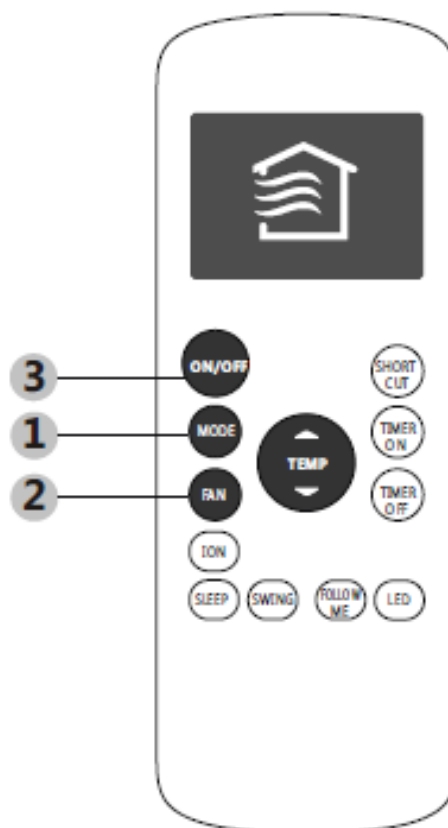 3
ON/OFF
SHORT
CUT
1
MODE
TEMP
TIMER
ON
2
FAN
TIMER
OFF
ION
SLEEP
SWING
FOLLOW
ME
LED